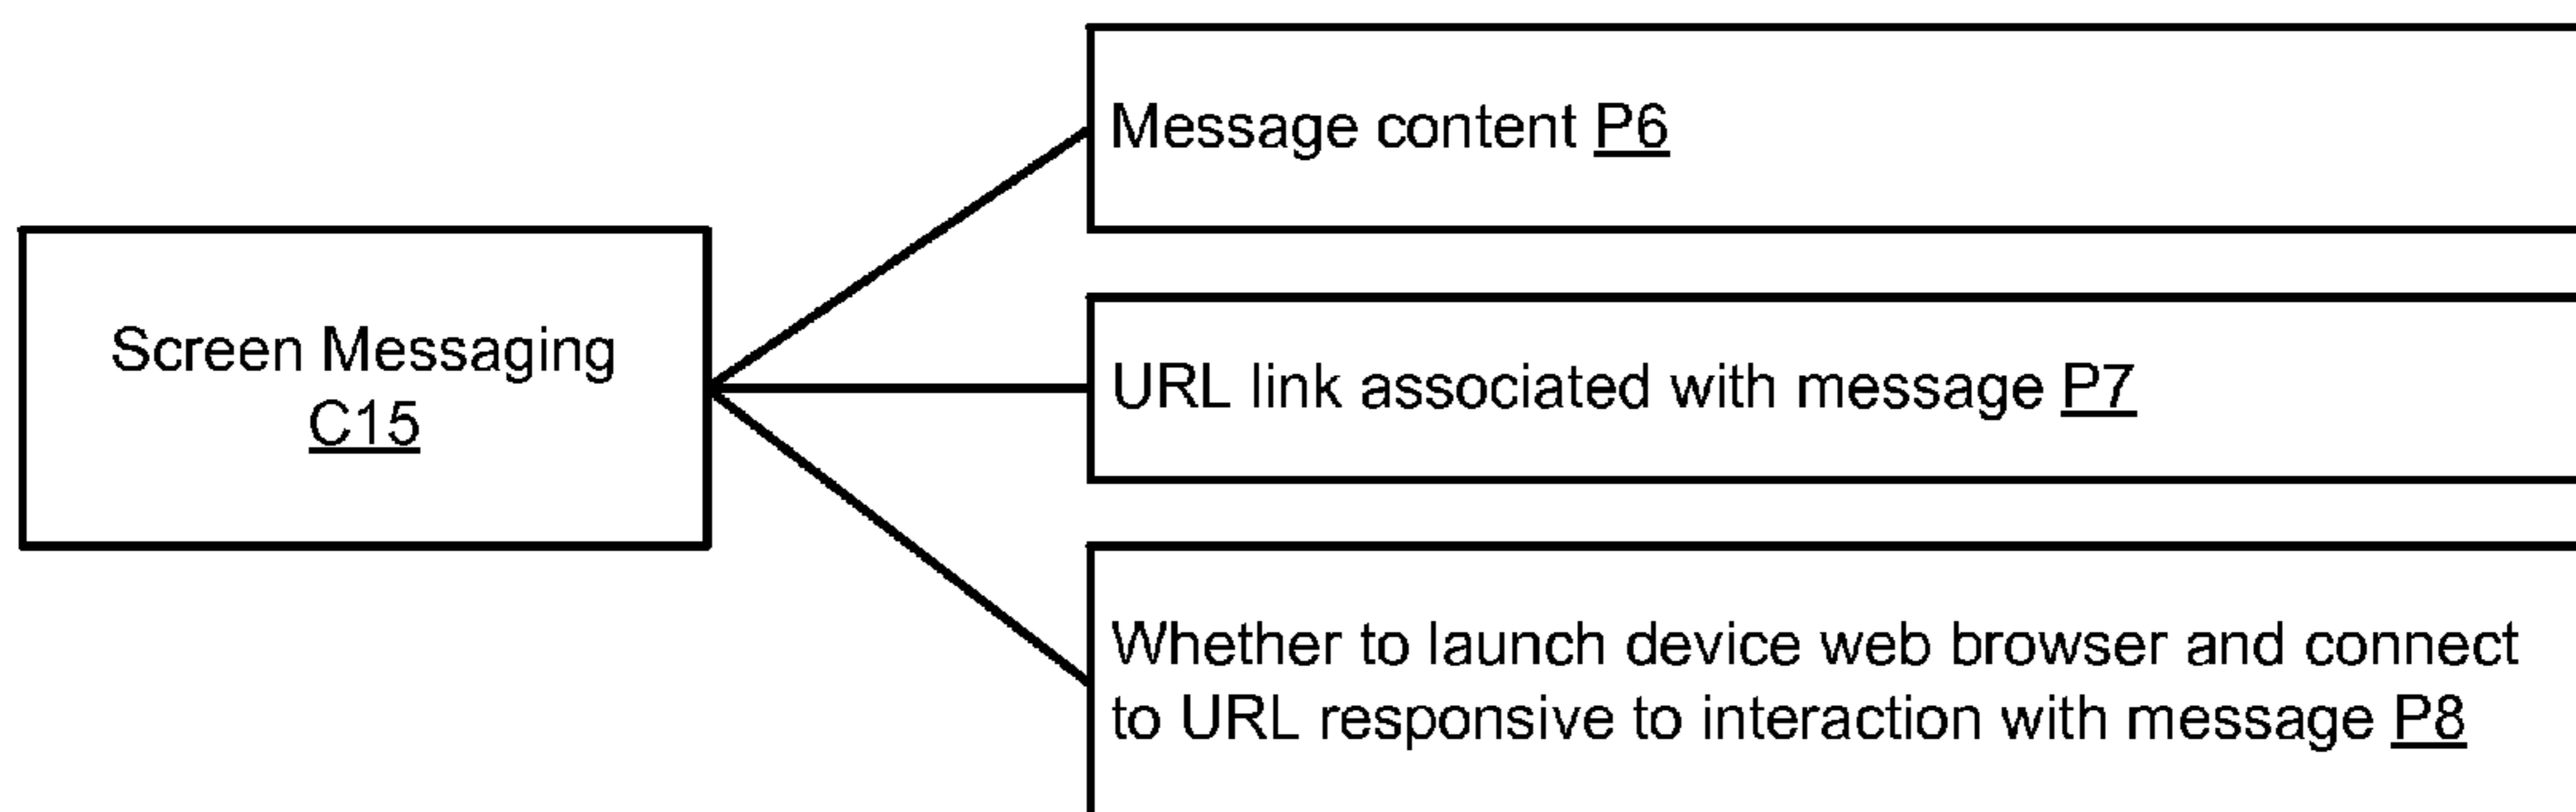 Message content P6
Screen Messaging
C15
URL link associated with message P7
Whether to launch device web browser and connect
to URL responsive to interaction with message P8